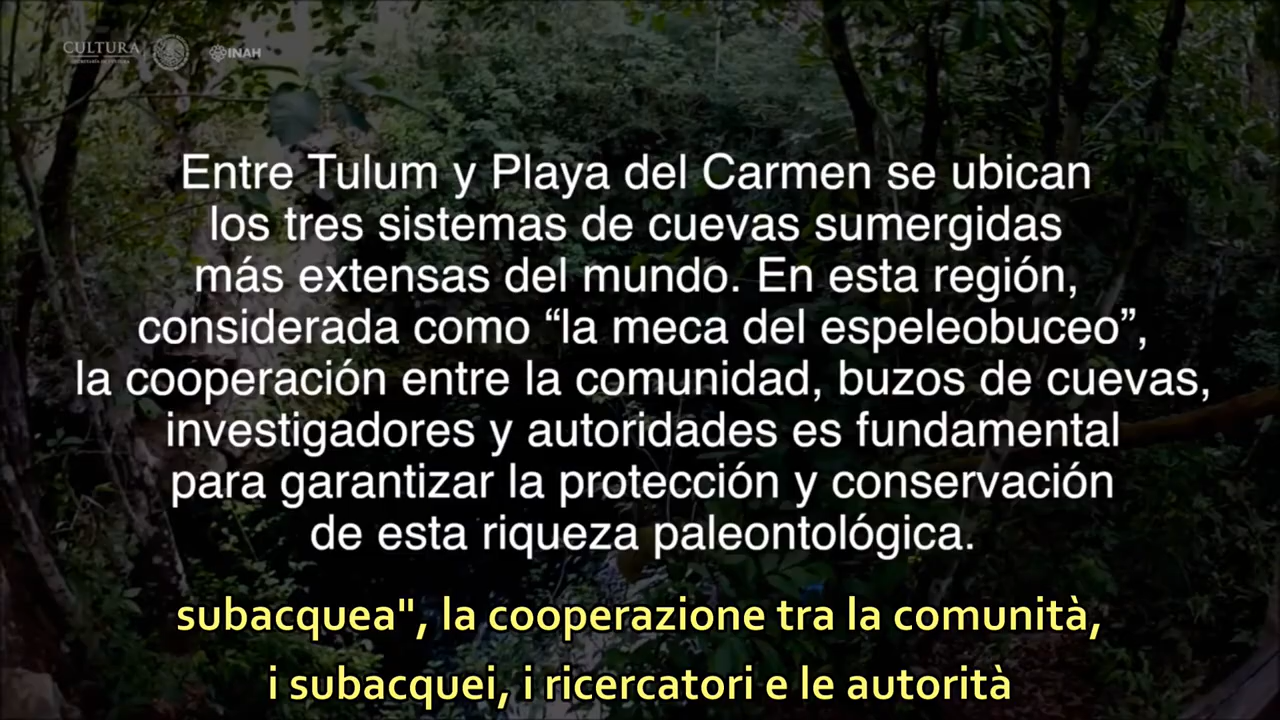 CULTURA
SECRETARÍA DE CULTURA
INAH
Entre Tulum y Playa del Carmen se ubican
los tres sistemas de cuevas sumergidas
más extensas del mundo. En esta región,
considerada como “la meca del espeleobuceo”,
la cooperación entre la comunidad, buzos de cuevas,
investigadores y autoridades es fundamental
para garantizar la protección y conservación
de esta riqueza paleontológica.
subacquea", la cooperazione tra la comunità,
i subacquei, i ricercatori e le autorità